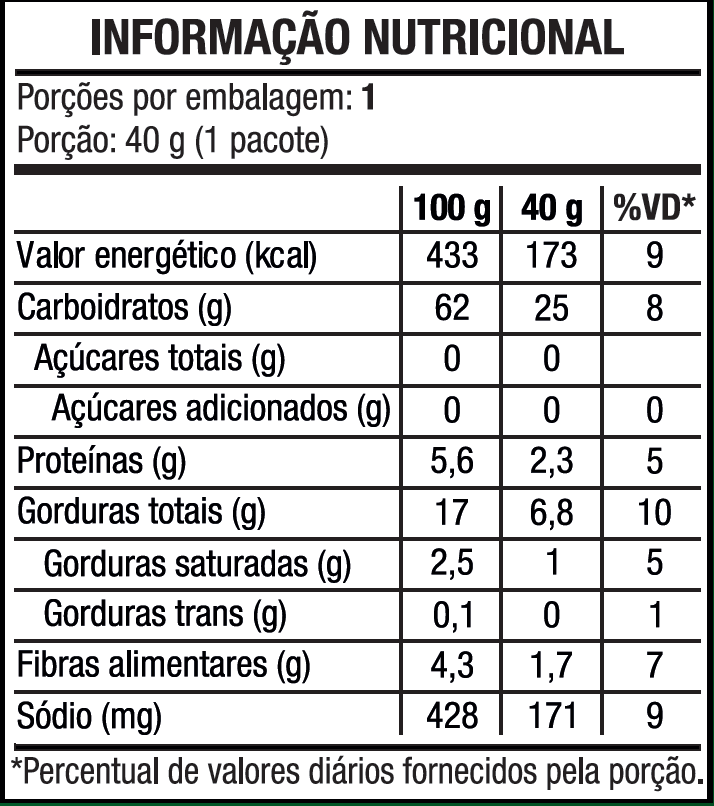 INFORMAÇÃO NUTRICIONAL
Porções por embalagem: 1
Porção: 40 g (1 pacote)
100 g 40 g %VD*
Valor energético (kcal) 433 173 9
Carboidratos (g) 62 25 8
Açúcares totais (g) 0 0
Açúcares adicionados (g) 0 0 0
Proteínas (g) 5,6 2,3 5
Gorduras totais (g) 17 6,8 10
Gorduras saturadas (g) 2,5 1 5
Gorduras trans (g) 0,1 0 1
Fibras alimentares (g) 4,3 1,7 7
Sódio (mg) 428 171 9
*Percentual de valores diários fornecidos pela porção.